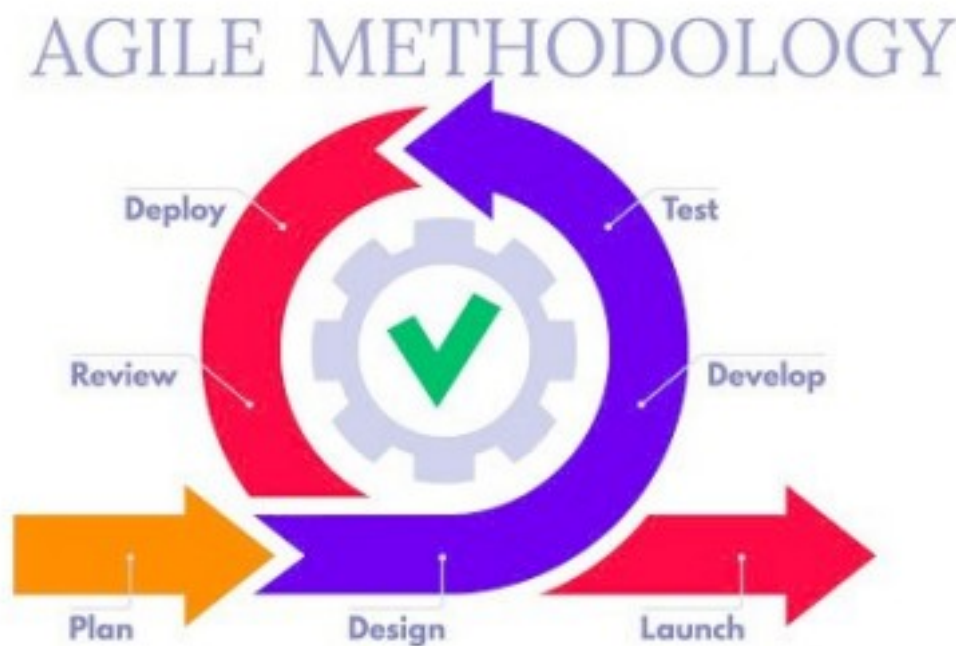 AGILE METHODOLOGY
Deploy
Test
Review
Develop
Plan
Design
Launch